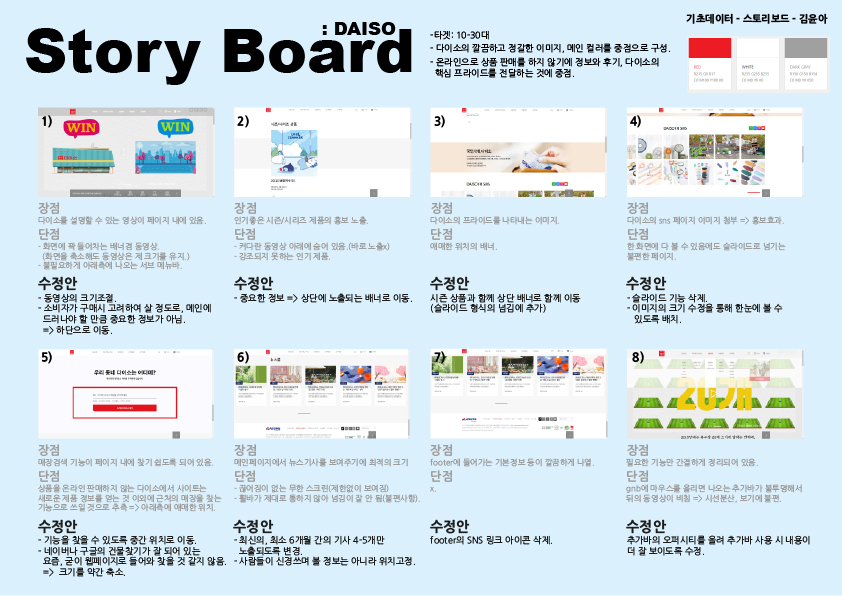 기초데이터 - 스토리보드 - 김윤아
Story Board
: DAISO
-타겟: 10-30대
- 다이소의 깔끔하고 정갈한 이미지, 메인 컬러를 중점으로 구성.
- 온라인으로 상품 판매를 하지 않기에 정보와 후기, 다이소의
핵심 프라이드를 전달하는 것에 중점.
RED
WHITE
DARK GRAY
1)
WIN
WIN
장점
다이소를 설명할 수 있는 영상이 페이지 내에 있음.
단점
- 화면에 꽉 들어차는 배너겸 동영상.
(화면을 축소해도 동영상은 제 크기를 유지.)
- 불필요하게 아래측에 나오는 서브 메뉴바.
수정안
- 동영상의 크기조절.
- 소비자가 구매시 고려하여 살 정도로, 메인에
드러나야 할 만큼 중요한 정보가 아님.
=> 하단으로 이동.
2)
장점
인기좋은 시즌/시리즈 제품의 홍보 노출.
단점
- 커다란 동영상 아래에 숨어 있음.(바로 노출x)
- 강조되지 못하는 인기 제품.
수정안
- 중요한 정보 => 상단에 노출되는 배너로 이동.
3)
DAISO IN SNS
장점
다이소의 프라이드를 나타내는 이미지.
단점
애매한 위치의 배너.
수정안
시즌 상품과 함께 상단 배너로 함께 이동
(슬라이드 형식의 넘김에 추가)
4)
DAISO IN SNS
장점
다이소의 sns 페이지 이미지 첨부 => 홍보효과.
단점
한 화면에 다 볼 수 있음에도 슬라이드로 넘기는
불편한 페이지.
수정안
- 슬라이드 기능 삭제.
- 이미지의 크기 수정을 통해 한눈에 볼 수
있도록 배치.
5)
우리 동네 다이소는 어디에?
장점
매장검색 기능이 페이지 내에 찾기 쉽도록 되어 있음.
단점
상품을 온라인 판매하지 않는 다이소에서 사이트는
새로운 제품 정보를 얻는 것 이외에 근처의 매장을 찾는
기능으로 쓰일 것으로 추측 => 아래측에 애매한 위치.
수정안
- 기능을 찾을 수 있도록 중간 위치로 이동.
- 네이버나 구글의 건물찾기가 잘 되어 있는
요즘, 굳이 웹페이지로 들어와 찾을 것 같지 않음.
=> 크기를 약간 축소.
6)
뉴스룸
장점
메인페이지에서 뉴스기사를 보여주기에 최적의 크기
단점
- 끊어짐이 없는 무한 스크린(제한없이 보여짐)
- 휠바가 제대로 통하지 않아 넘김이 잘 안 됨(불편사항).
수정안
- 최신의, 최소 6개월 간의 기사 4-5개만
노출되도록 변경.
- 사람들이 신경쓰며 볼 정보는 아니라 위치고정.
7)
장점
footer에 들어가는 기본정보 등이 깔끔하게 나열.
단점
x.
수정안
footer의 SNS 링크 아이콘 삭제.
8)
20개
장점
필요한 기능만 간결하게 정리되어 있음.
단점
gnb에 마우스를 올리면 나오는 추가바가 불투명해서
뒤의 동영상이 비침 => 시선분산, 보기에 불편.
수정안
추가바의 오퍼시티를 올려 추가바 사용 시 내용이
더 잘 보이도록 수정.